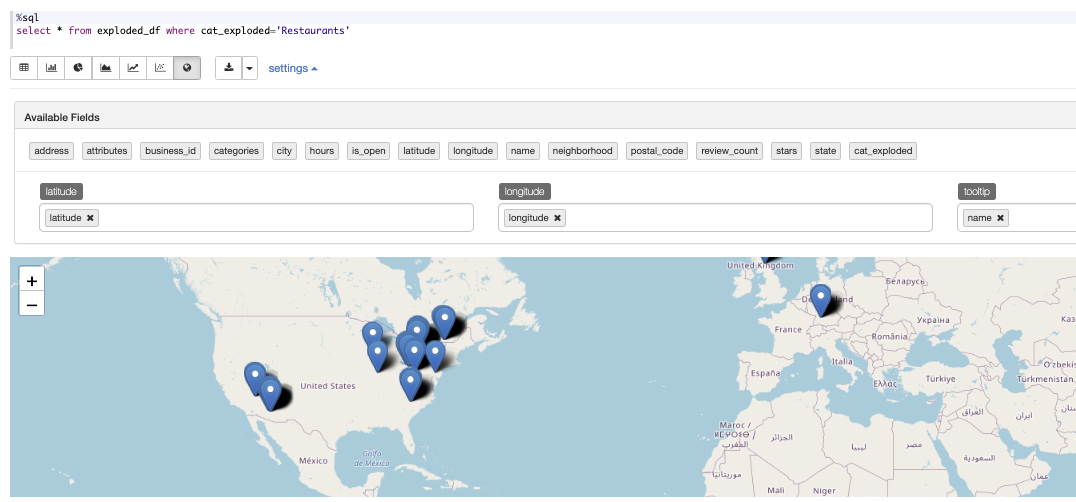 %sql
select * from exploded_df where cat_exploded='Restaurants'
settings
Available Fields
address attributes business_id categories city hours is_open latitude longitude name neighborhood postal_code review_count stars state cat_exploded
latitude longitude tooltip
latitude ✖ longitude ✖ name ✖
+
−
United Kingdom
Беларусь
Україна
France
România
Italia
España
Ελλάς
Türkiye
United States
México
Golfo
de México
Maroc /
ⵍⵎⵖⵔⵉⴱ /
المغرب
الجزائر
ليبيا
مصر
العراق
ایران
السعودية
عمان
موريتانيا
Mali
Niger
O'zbekis
Türkmenistan